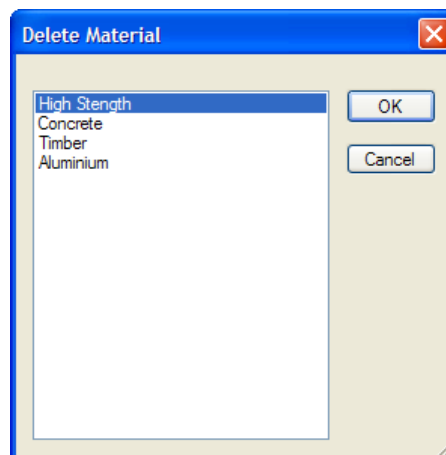 Delete Material
High Stength
OK
Concrete
Timber
Cancel
Aluminium